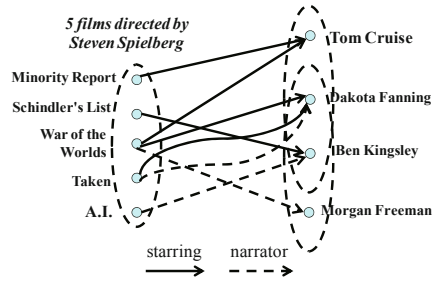 5 films directed by
Steven Spielberg
Minority Report
Schindler's List
War of the
Worlds
Taken
A.I.
Tom Cruise
Dakota Fanning
Ben Kingsley
Morgan Freeman
starring
narrator